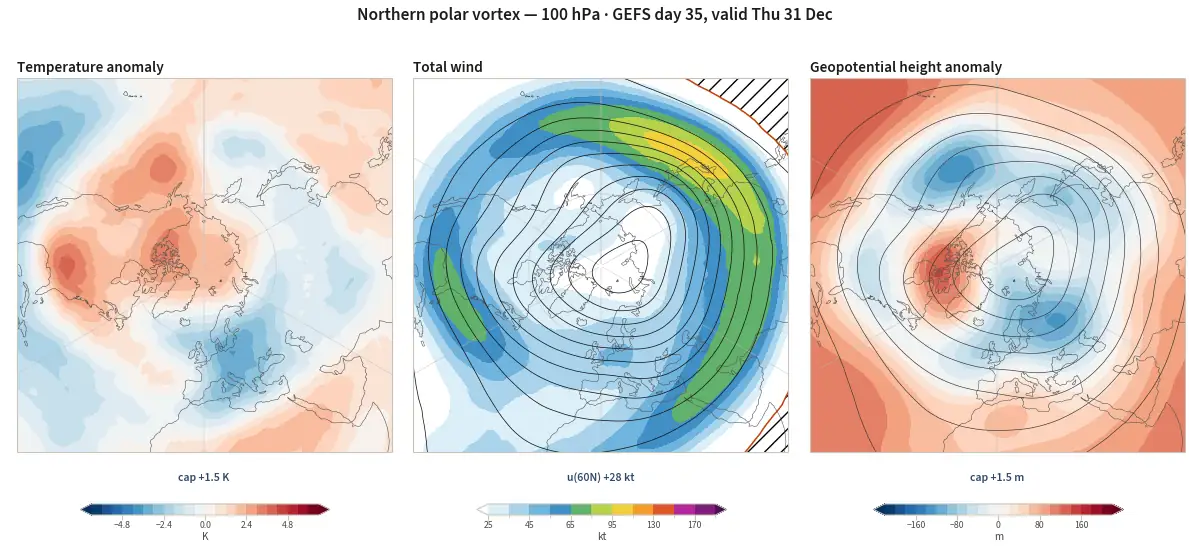 Northern polar vortex — 100 hPa · GEFS day 35, valid Thu 31 Dec
Temperature anomaly
Total wind
Geopotential height anomaly
cap +1.5 K
u(60N) +28 kt
cap +1.5 m
−4.8 −2.4 0.0 2.4 4.8
K
25 45 65 95 130 170
kt
−160 −80 0 80 160
m